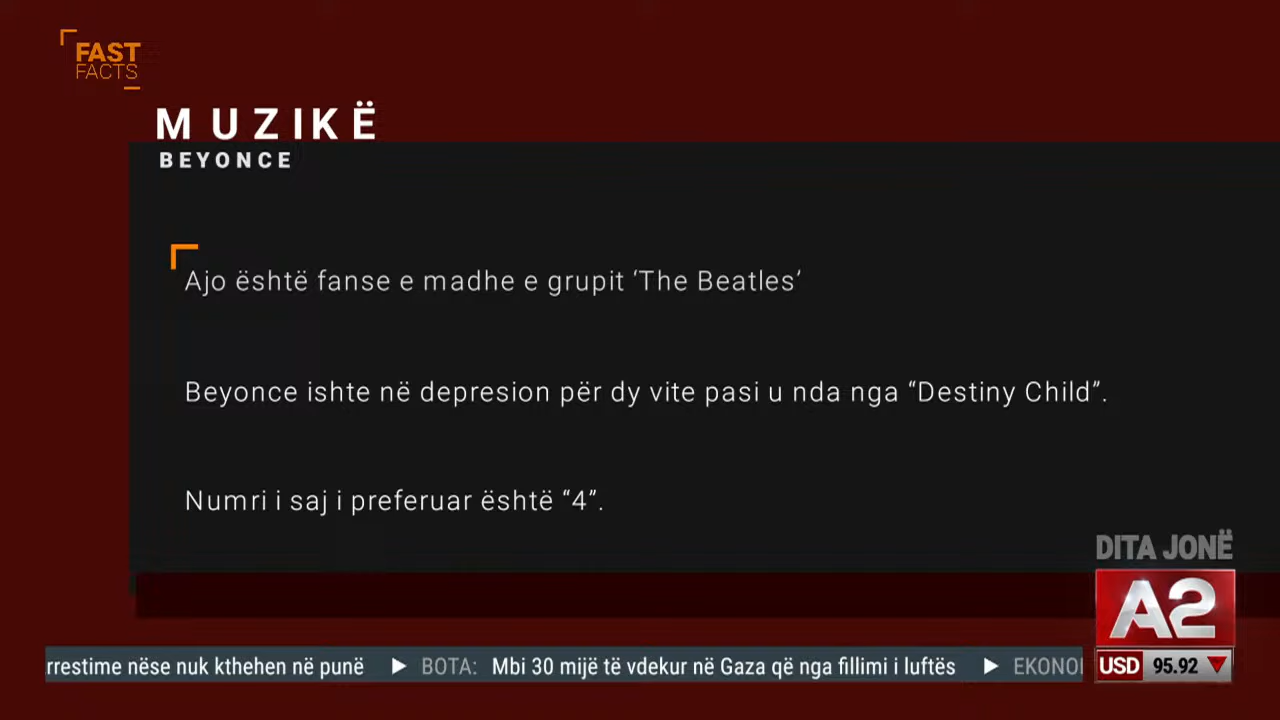 FAST
FACTS
MUZIKË
BEYONCE
Ajo është fanse e madhe e grupit ‘The Beatles’
Beyonce ishte në depresion për dy vite pasi u nda nga “Destiny Child”.
Numri i saj i preferuar është “4”.
DITA JONË
A2
rrestime nëse nuk kthehen në punë ▶ BOTA: Mbi 30 mijë të vdekur në Gaza që nga fillimi i luftës ▶ EKONO
USD 95.92 ▼